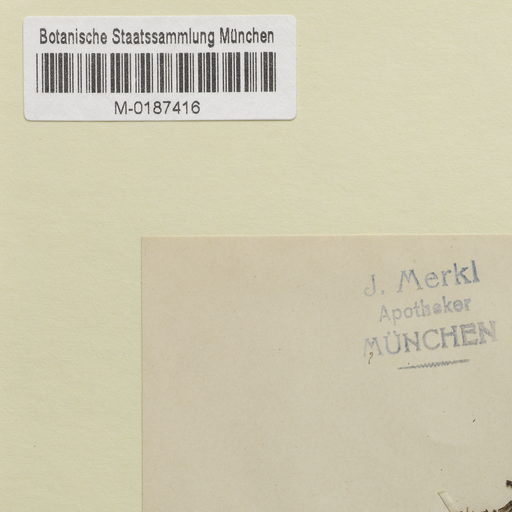 Botanische Staatssammlung München
M-0187416
J. Merkl
Apotheker
MÜNCHEN